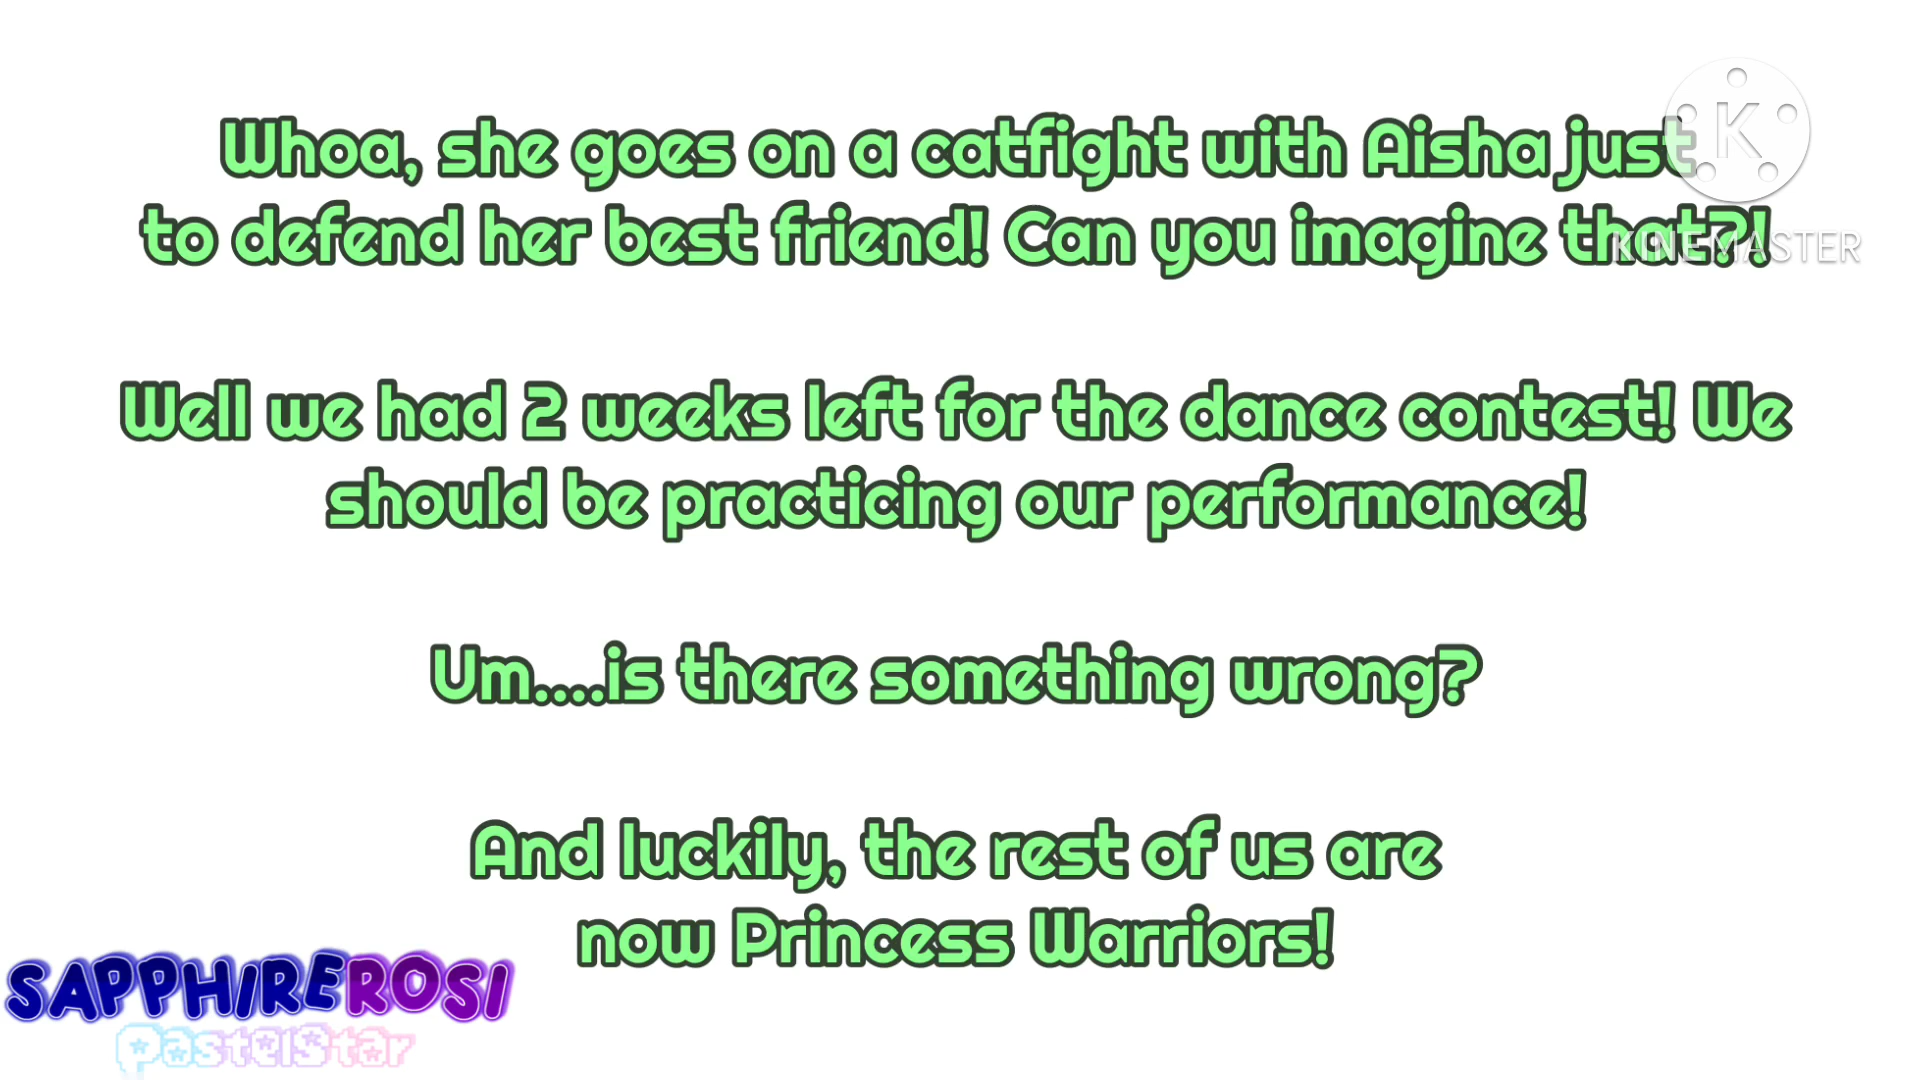 Whoa, she goes on a catfight with Aisha just
to defend her best friend! Can you imagine that?!
Well we had 2 weeks left for the dance contest! We
should be practicing our performance!
Um....is there something wrong?
And luckily, the rest of us are
now Princess Warriors!
K
KINEMASTER
SAPPHIREROSI
PastelStar